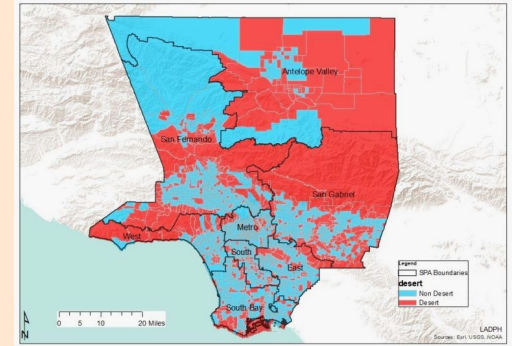 Antelope Valley
San Fernando
San Gabriel
West
Metro
South
East
South Bay
Legend
SPA Boundaries
desert
Non Desert
Desert
N
0 5 10 20 Miles
LADPH
Sources: Esri, USGS, NOAA